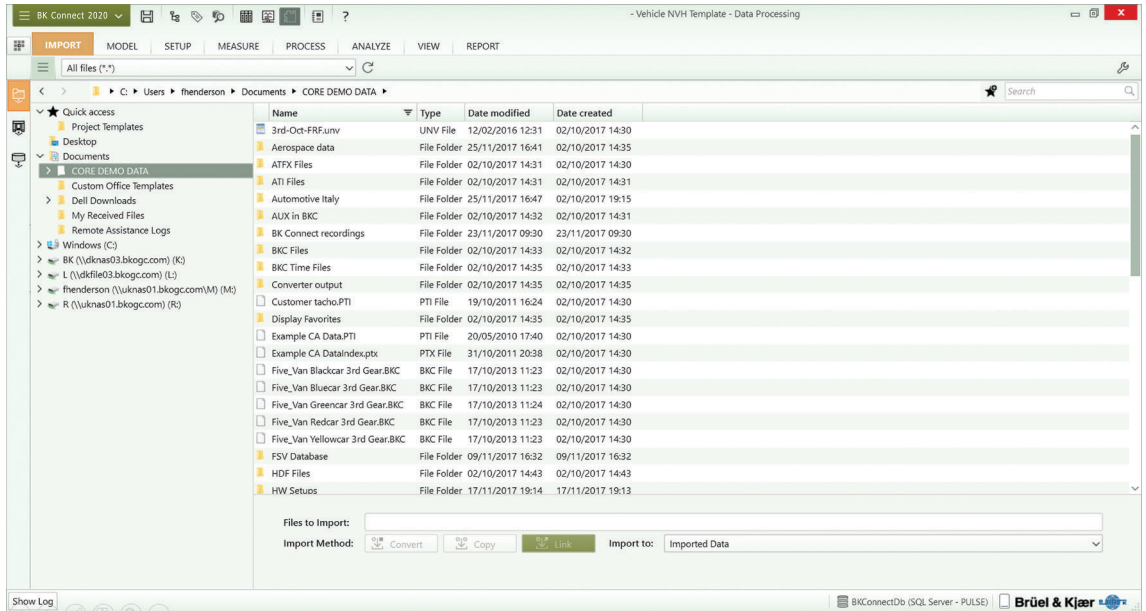 BK Connect 2020
?
- Vehicle NVH Template - Data Processing
x
IMPORT MODEL SETUP MEASURE PROCESS ANALYZE VIEW REPORT
All files (*.*)
C: Users fhenderson Documents CORE DEMO DATA
Search
Quick access
Project Templates
Desktop
Documents
CORE DEMO DATA
Custom Office Templates
Dell Downloads
My Received Files
Remote Assistance Logs
Windows (C:)
BK (\\dknas03.bkogc.com) (K:)
L (\\dkfile03.bkogc.com) (L:)
fhenderson (\\uknas01.bkogc.com\M) (M:)
R (\\uknas01.bkogc.com) (R:)
Name Type Date modified Date created
3rd-Oct-FRF.unv UNV File 12/02/2016 12:31 02/10/2017 14:30
Aerospace data File Folder 25/11/2017 16:41 02/10/2017 14:35
ATFX Files File Folder 02/10/2017 14:31 02/10/2017 14:30
ATI Files File Folder 02/10/2017 14:31 02/10/2017 14:31
Automotive Italy File Folder 25/11/2017 16:47 02/10/2017 19:15
AUX in BKC File Folder 02/10/2017 14:32 02/10/2017 14:31
BK Connect recordings File Folder 23/11/2017 09:30 23/11/2017 09:30
BKC Files File Folder 02/10/2017 14:33 02/10/2017 14:32
BKC Time Files File Folder 02/10/2017 14:35 02/10/2017 14:33
Converter output File Folder 02/10/2017 14:35 02/10/2017 14:35
Customer tacho.PTI PTI File 19/10/2011 16:24 02/10/2017 14:30
Display Favorites File Folder 02/10/2017 14:35 02/10/2017 14:35
Example CA Data.PTI PTI File 20/05/2010 17:40 02/10/2017 14:30
Example CA DataIndex.ptx PTX File 31/10/2011 20:38 02/10/2017 14:30
Five_Van Blackcar 3rd Gear.BKC BKC File 17/10/2013 11:23 02/10/2017 14:30
Five_Van Bluecar 3rd Gear.BKC BKC File 17/10/2013 11:23 02/10/2017 14:30
Five_Van Greencar 3rd Gear.BKC BKC File 17/10/2013 11:24 02/10/2017 14:30
Five_Van Redcar 3rd Gear.BKC BKC File 17/10/2013 11:23 02/10/2017 14:30
Five_Van Yellowcar 3rd Gear.BKC BKC File 17/10/2013 11:23 02/10/2017 14:30
FSV Database File Folder 09/11/2017 16:32 09/11/2017 16:32
HDF Files File Folder 02/10/2017 14:43 02/10/2017 14:43
HW Setups File Folder 17/11/2017 19:14 17/11/2017 19:13
Files to Import:
Import Method: Convert Copy Link Import to: Imported Data
Show Log
BKConnectDb (SQL Server - PULSE)
Brüel & Kjær